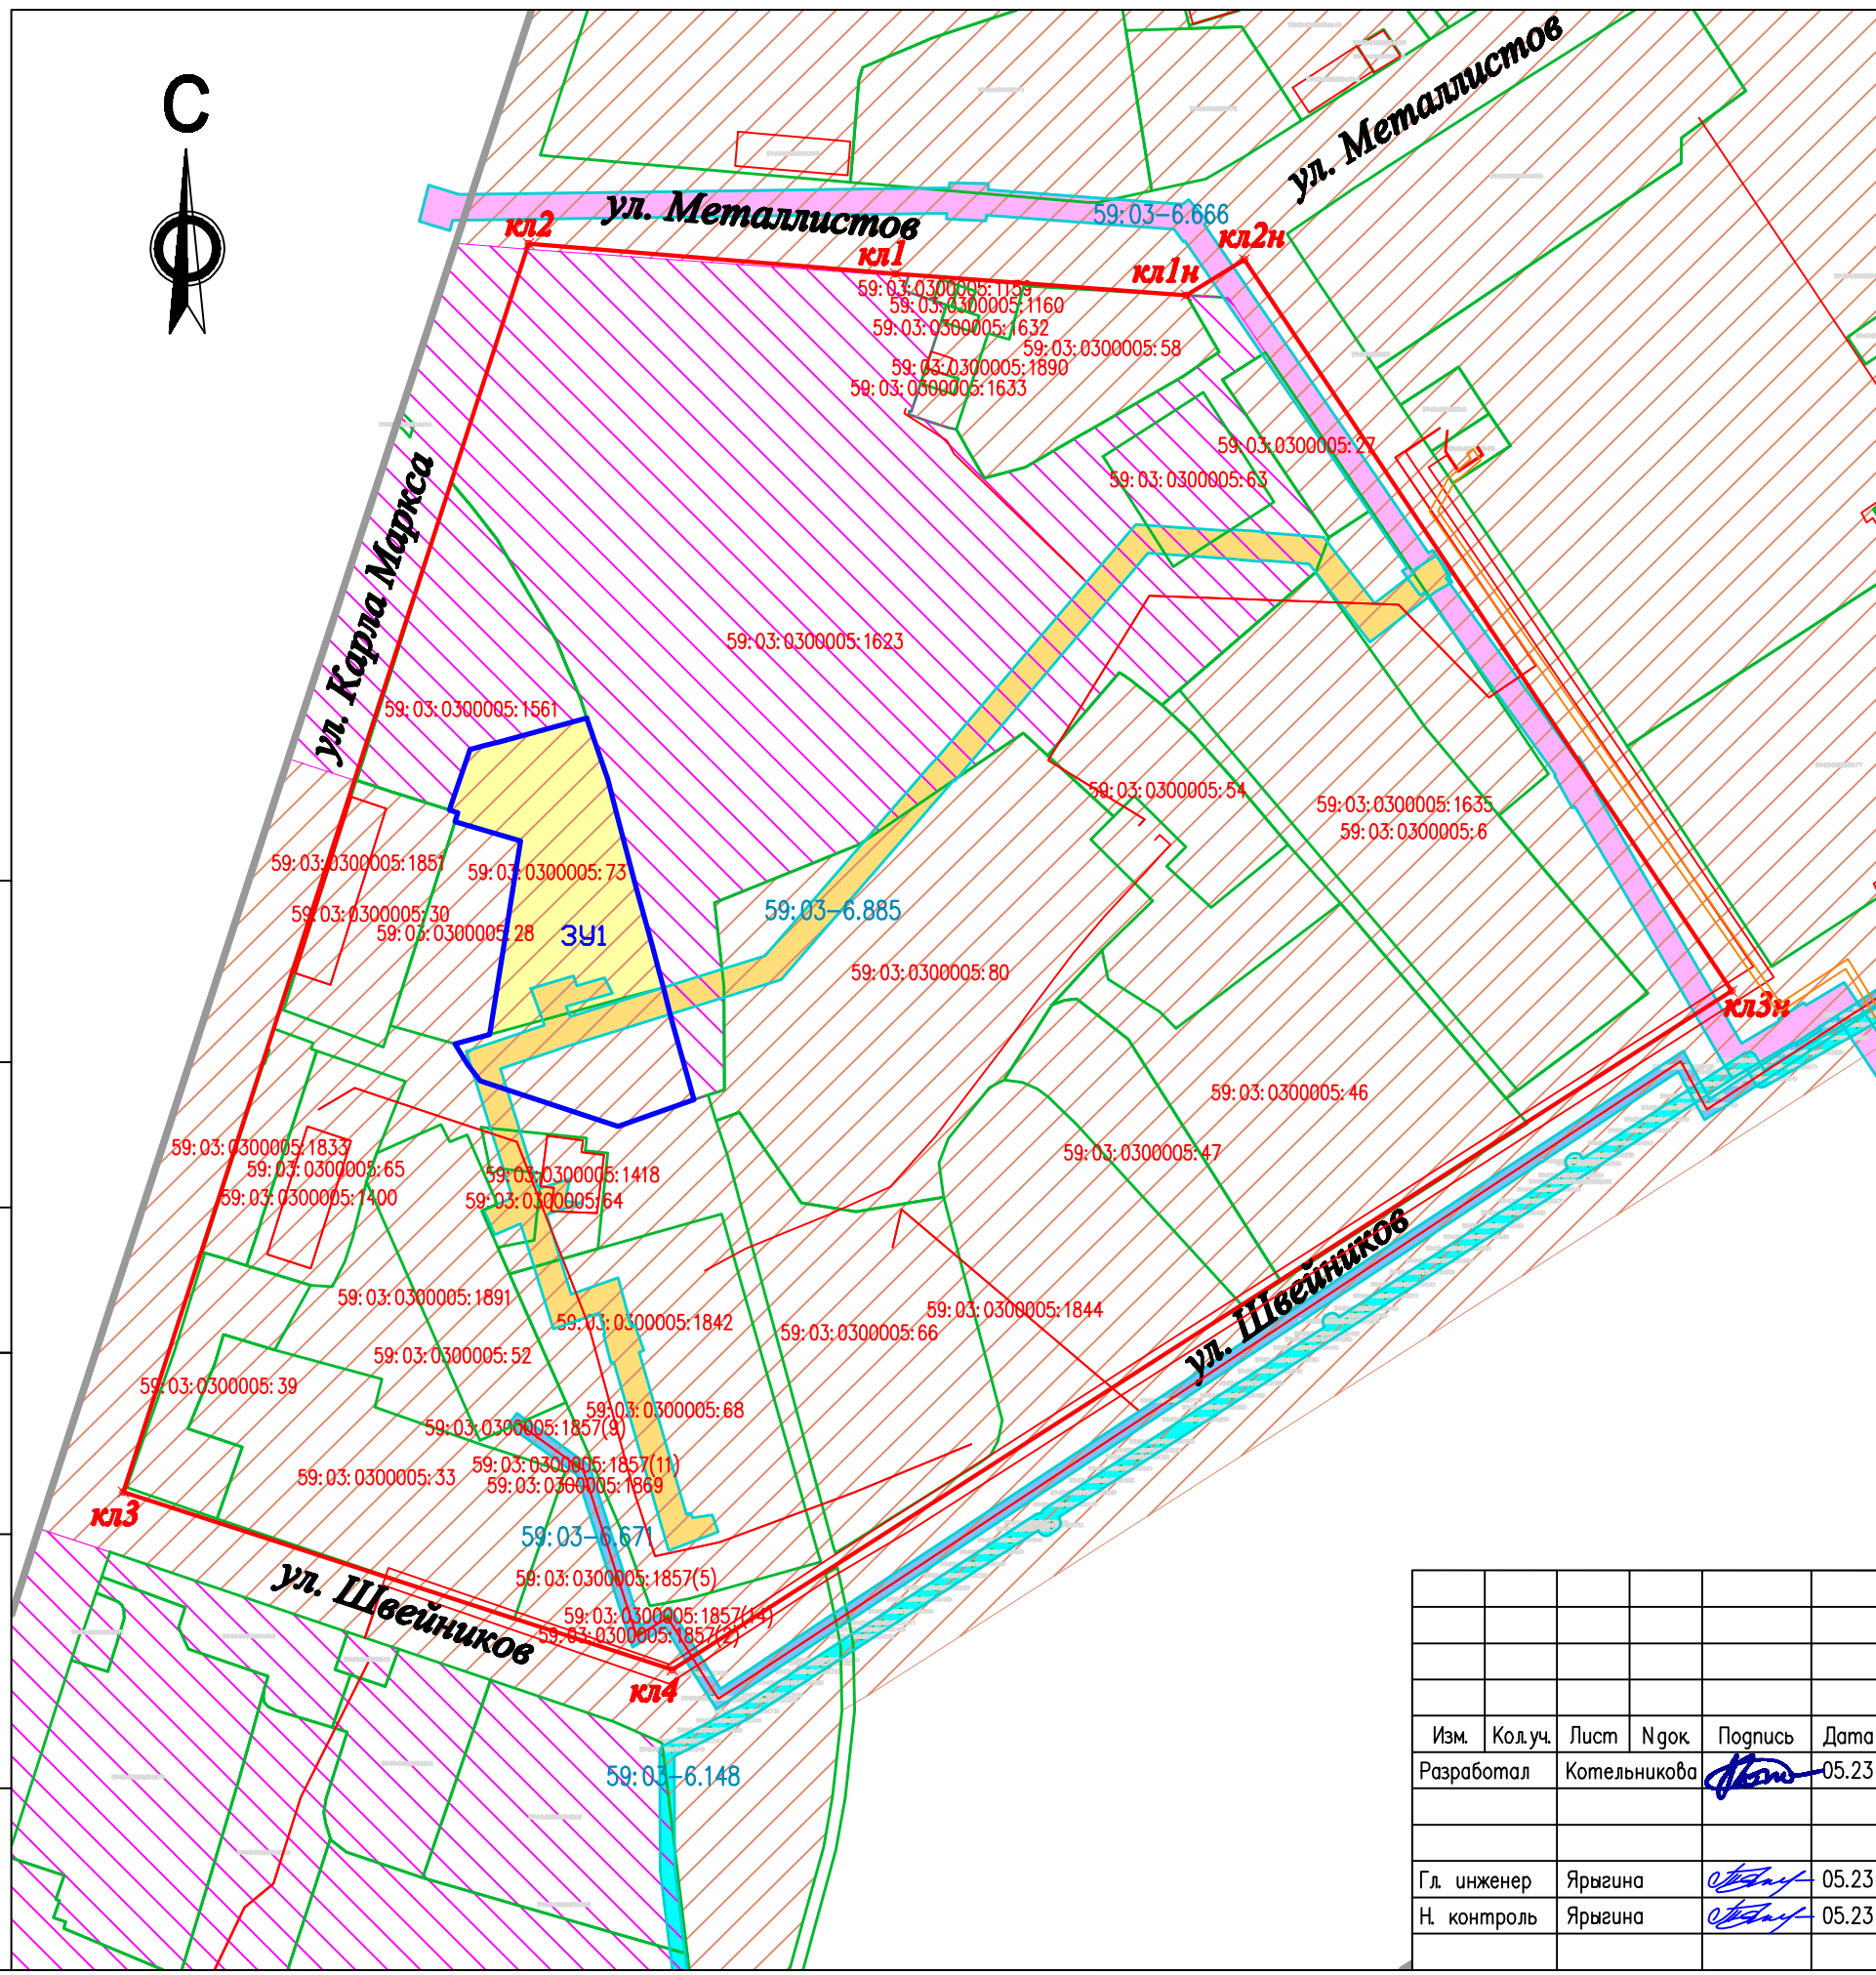 С
ул. Металлистов
ул. Металлистов
59:03-6.666
кл2
кл1
кл1н
кл2н
59:03:0300005:1159
59:03:0300005:1160
59:03:0300005:1632
59:03:0300005:58
59:03:0300005:1890
59:03:0300005:1633
59:03:0300005:27
59:03:0300005:63
ул. Карла Маркса
59:03:0300005:1623
59:03:0300005:1561
59:03:0300005:54
59:03:0300005:1635
59:03:0300005:6
59:03:0300005:1851
59:03:0300005:73
59:03:0300005:30
59:03:0300005:28
ЗУ1
59:03-6.885
59:03:0300005:80
кл3н
59:03:0300005:46
59:03:0300005:47
59:03:0300005:1833
59:03:0300005:65
59:03:0300005:1400
59:03:0300005:1418
59:03:0300005:64
ул. Швейников
59:03:0300005:1891
59:03:0300005:1842
59:03:0300005:66
59:03:0300005:1844
59:03:0300005:52
59:03:0300005:39
59:03:0300005:68
59:03:0300005:1857(9)
59:03:0300005:1857(11)
59:03:0300005:33
59:03:0300005:1869
кл3
59:03-6.671
59:03:0300005:1857(5)
ул. Швейников
59:03:0300005:1857(14)
59:03:0300005:1857(2)
кл4
59:03-6.148
Изм. Кол.уч. Лист Nдок. Подпись Дата
Разработал Котельникова 05.23
Гл. инженер Ярыгина 05.23
Н. контроль Ярыгина 05.23